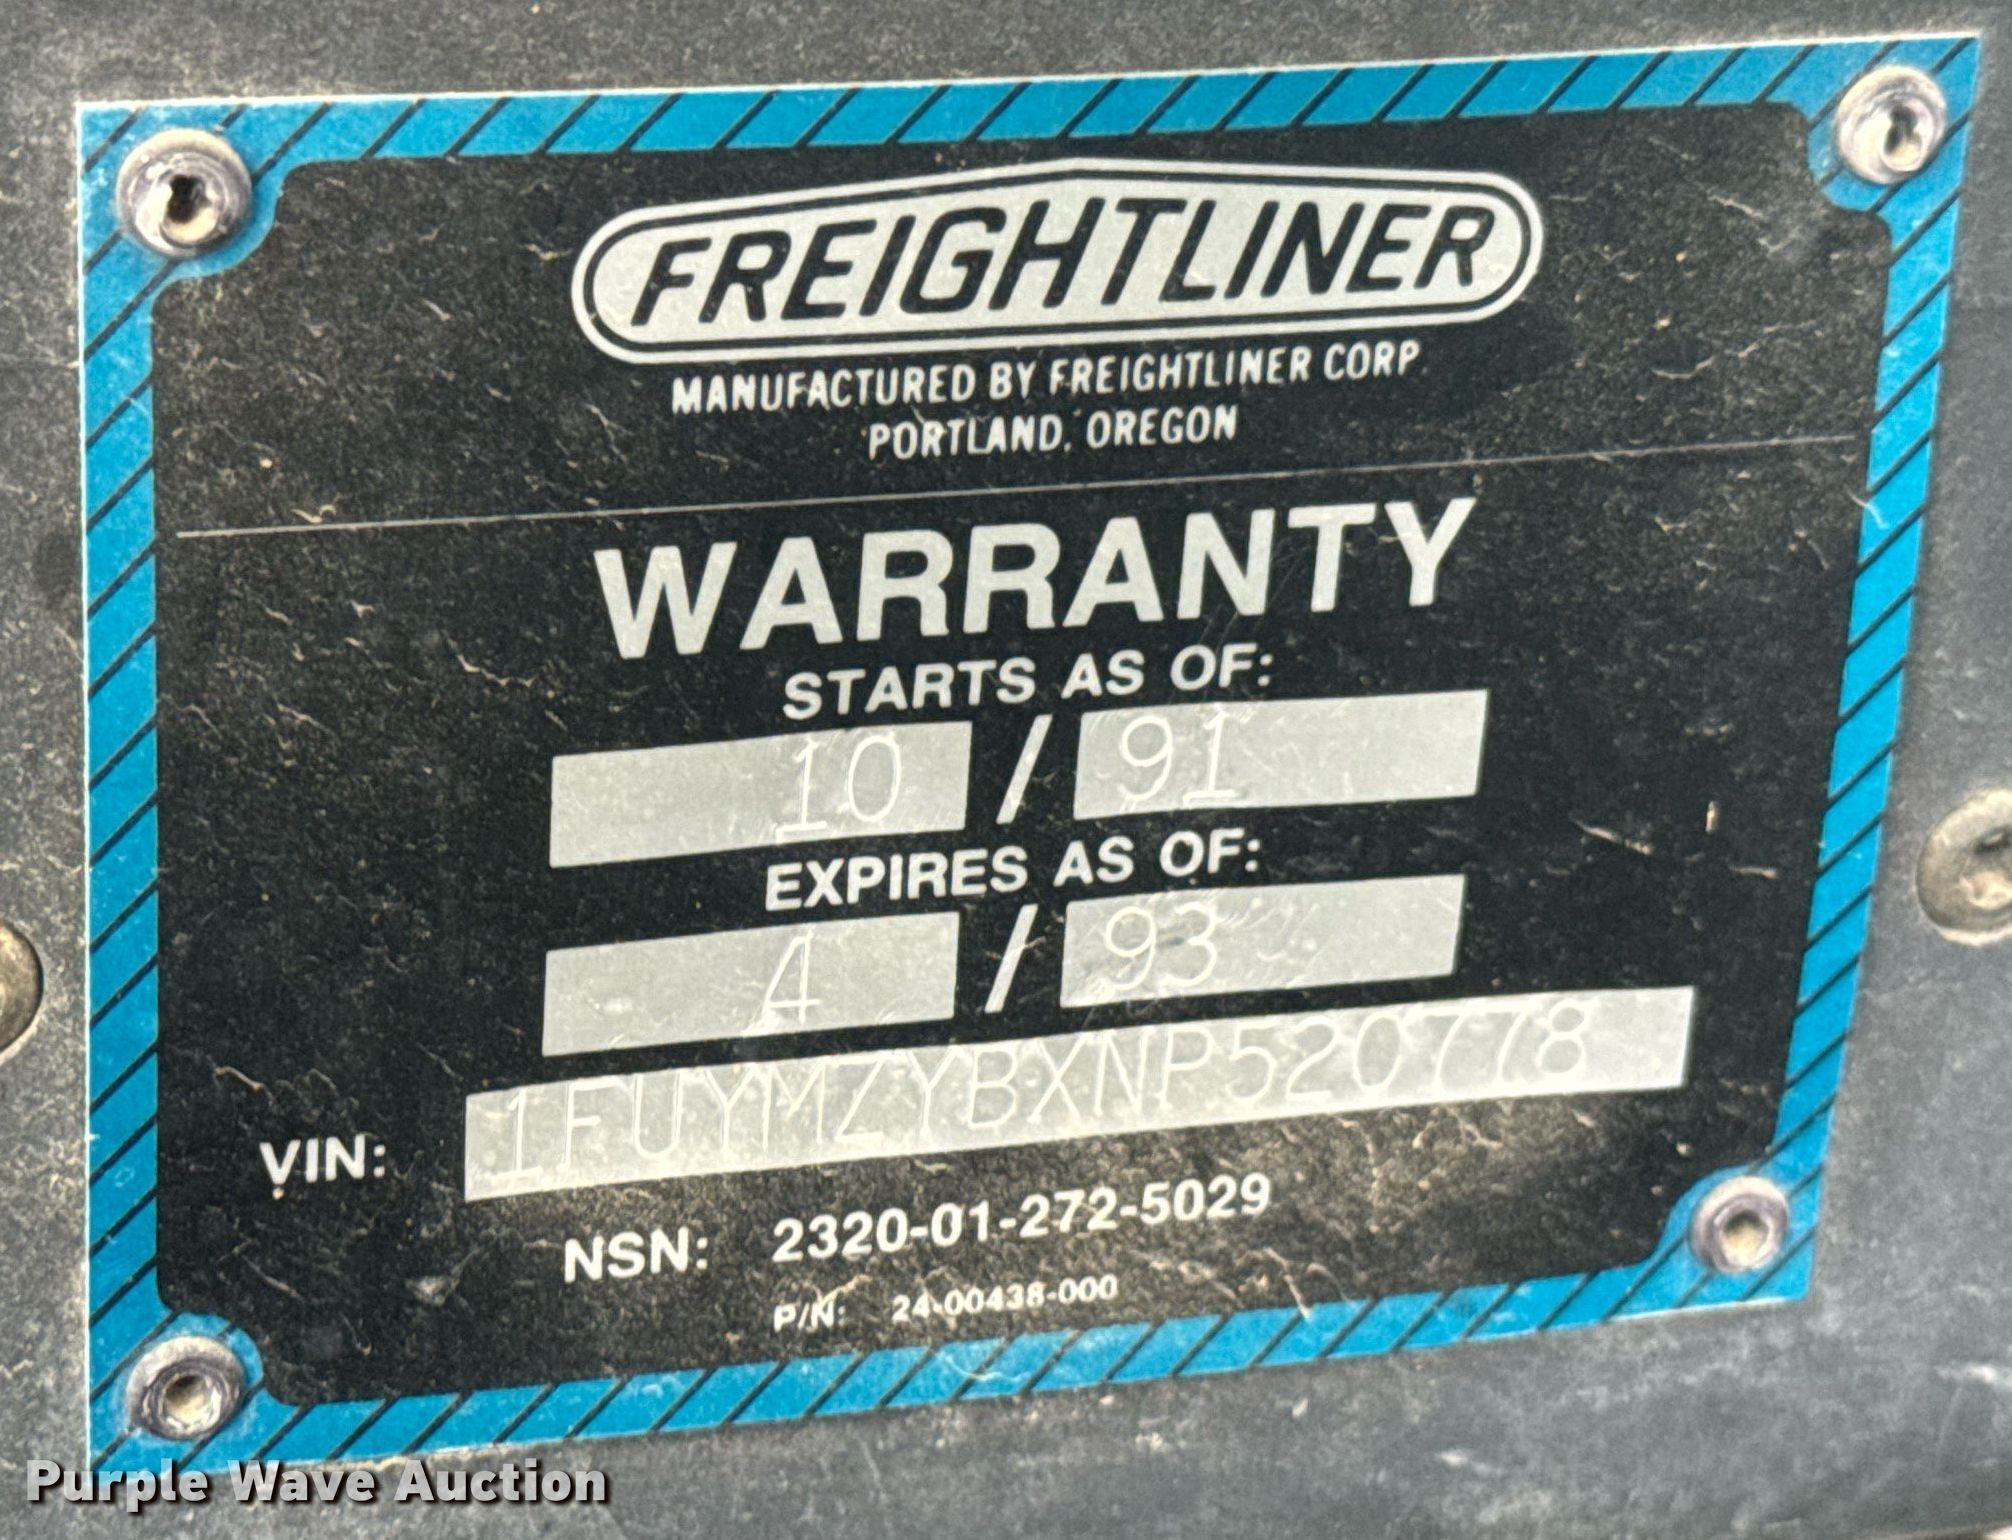 FREIGHTLINER
MANUFACTURED BY FREIGHTLINER CORP.
PORTLAND, OREGON
WARRANTY
STARTS AS OF:
10 / 91
EXPIRES AS OF:
4 / 93
VIN: 1FUYMZYBXNP520778
NSN: 2320-01-272-5029
P/N: 24-00438-000
Purple Wave Auction